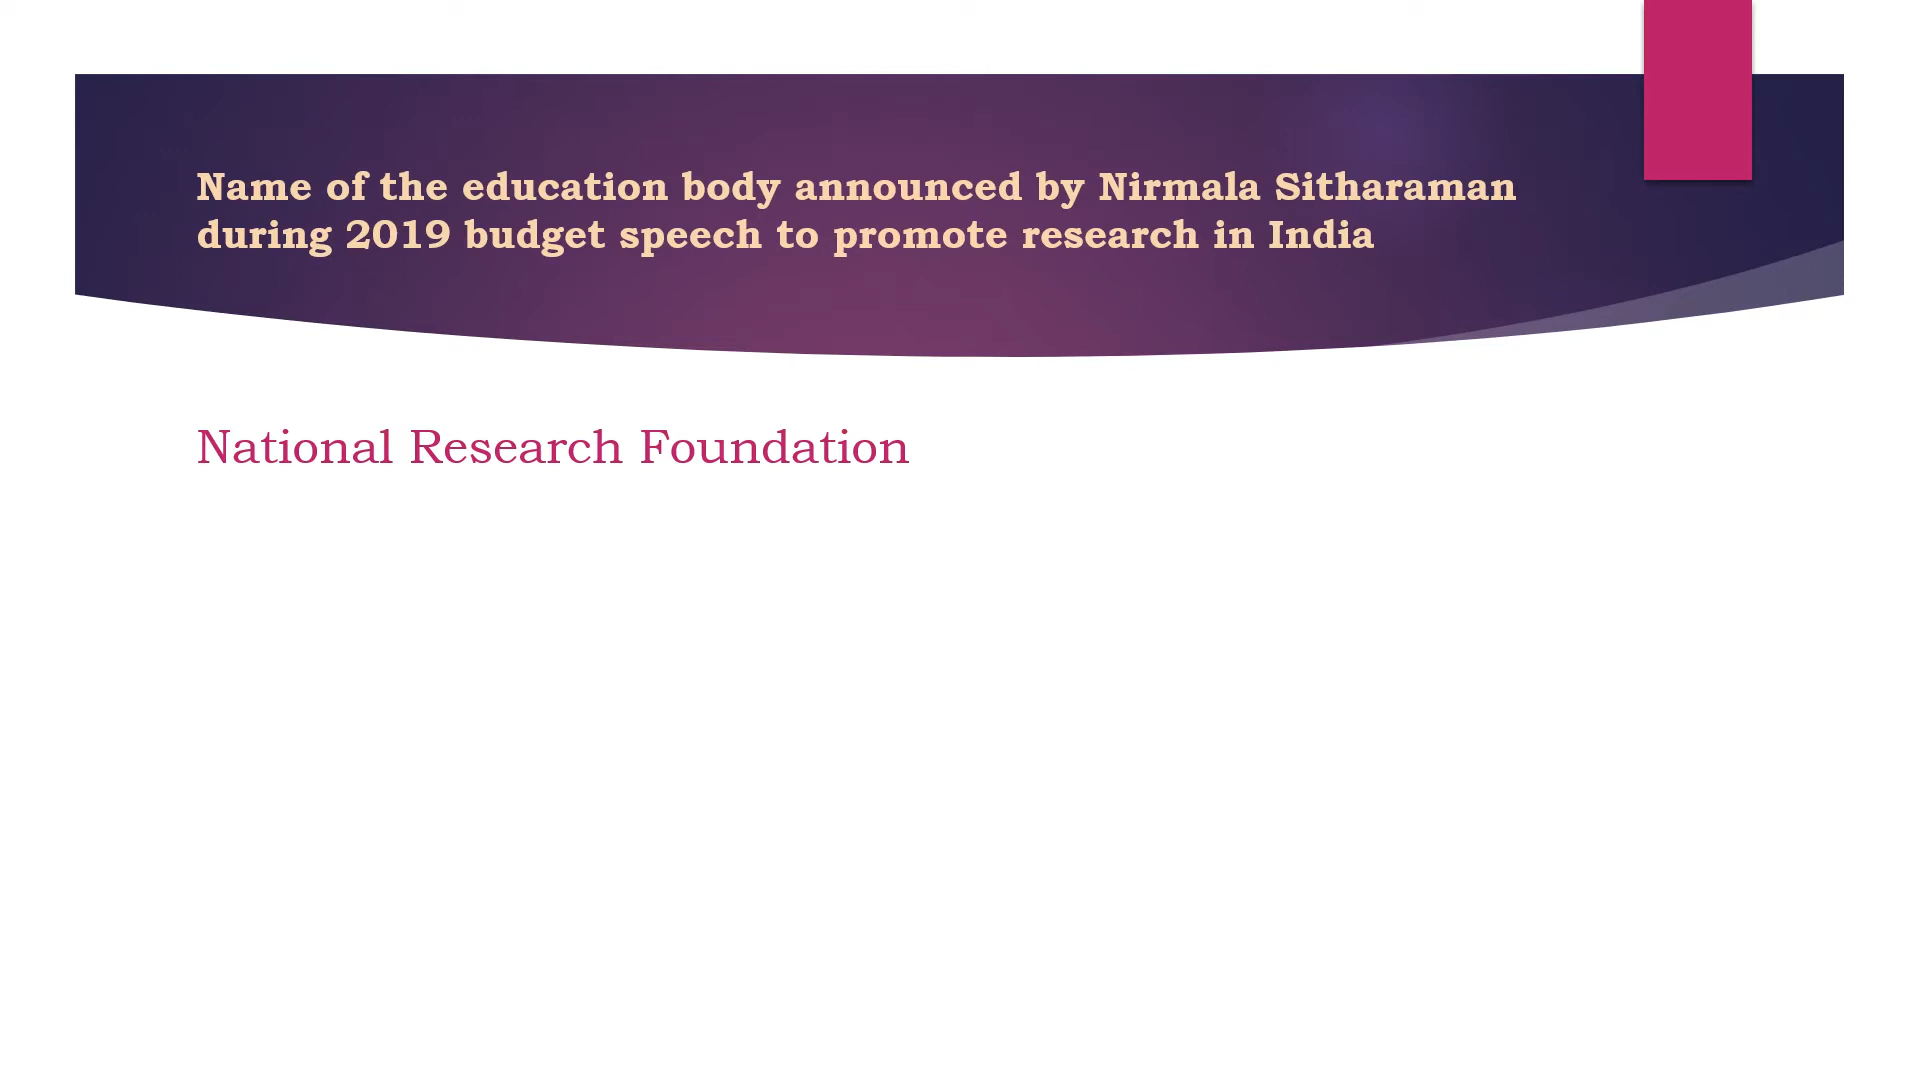 Name of the education body announced by Nirmala Sitharaman
during 2019 budget speech to promote research in India
National Research Foundation